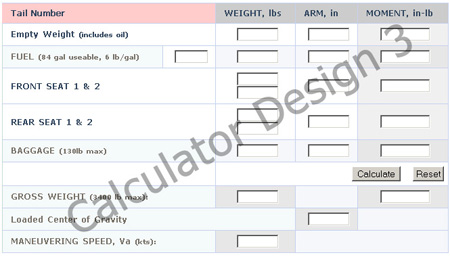 Tail Number WEIGHT, lbs ARM, in MOMENT, in-lb
Empty Weight (includes oil)
FUEL (84 gal useable, 6 lb/gal)
FRONT SEAT 1 & 2
REAR SEAT 1 & 2
BAGGAGE (130lb max)
Calculate Reset
GROSS WEIGHT (3400 lb max):
Loaded Center of Gravity
MANEUVERING SPEED, Va (kts):
Calculator Design 3